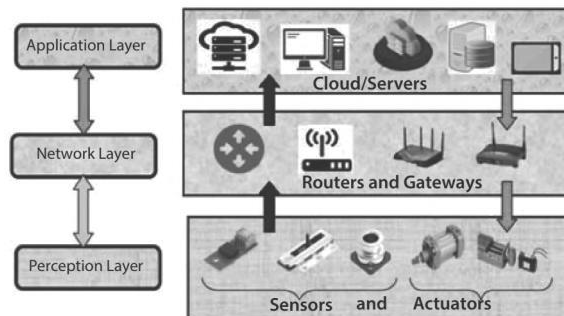 Application Layer
Cloud/Servers
Network Layer
Routers and Gateways
Perception Layer
Sensors and Actuators